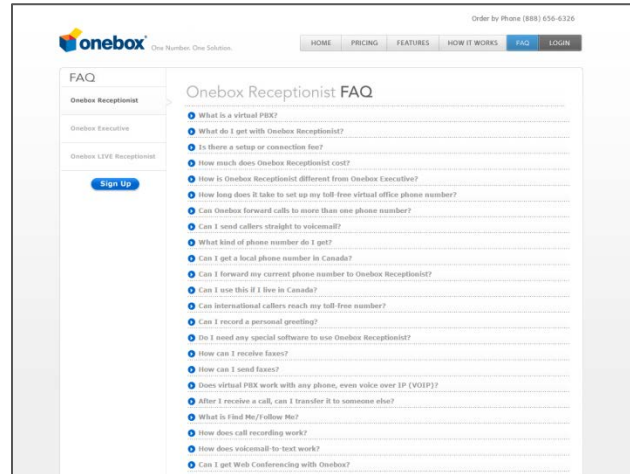 Order by Phone (888) 656-6326
onebox One Number. One Solution.
HOME PRICING FEATURES HOW IT WORKS FAQ LOGIN
FAQ
Onebox Receptionist
Onebox Executive
Onebox LIVE Receptionist
Sign Up
Onebox Receptionist FAQ
What is a virtual PBX?
What do I get with Onebox Receptionist?
Is there a setup or connection fee?
How much does Onebox Receptionist cost?
How is Onebox Receptionist different from Onebox Executive?
How long does it take to set up my toll-free virtual office phone number?
Can Onebox forward calls to more than one phone number?
Can I send callers straight to voicemail?
What kind of phone number do I get?
Can I get a local phone number in Canada?
Can I forward my current phone number to Onebox Receptionist?
Can I use this if I live in Canada?
Can international callers reach my toll-free number?
Can I record a personal greeting?
Do I need any special software to use Onebox Receptionist?
How can I receive faxes?
How can I send faxes?
Does virtual PBX work with any phone, even voice over IP (VOIP)?
After I receive a call, can I transfer it to someone else?
What is Find Me/Follow Me?
How does call recording work?
How does voicemail-to-text work?
Can I get Web Conferencing with Onebox?